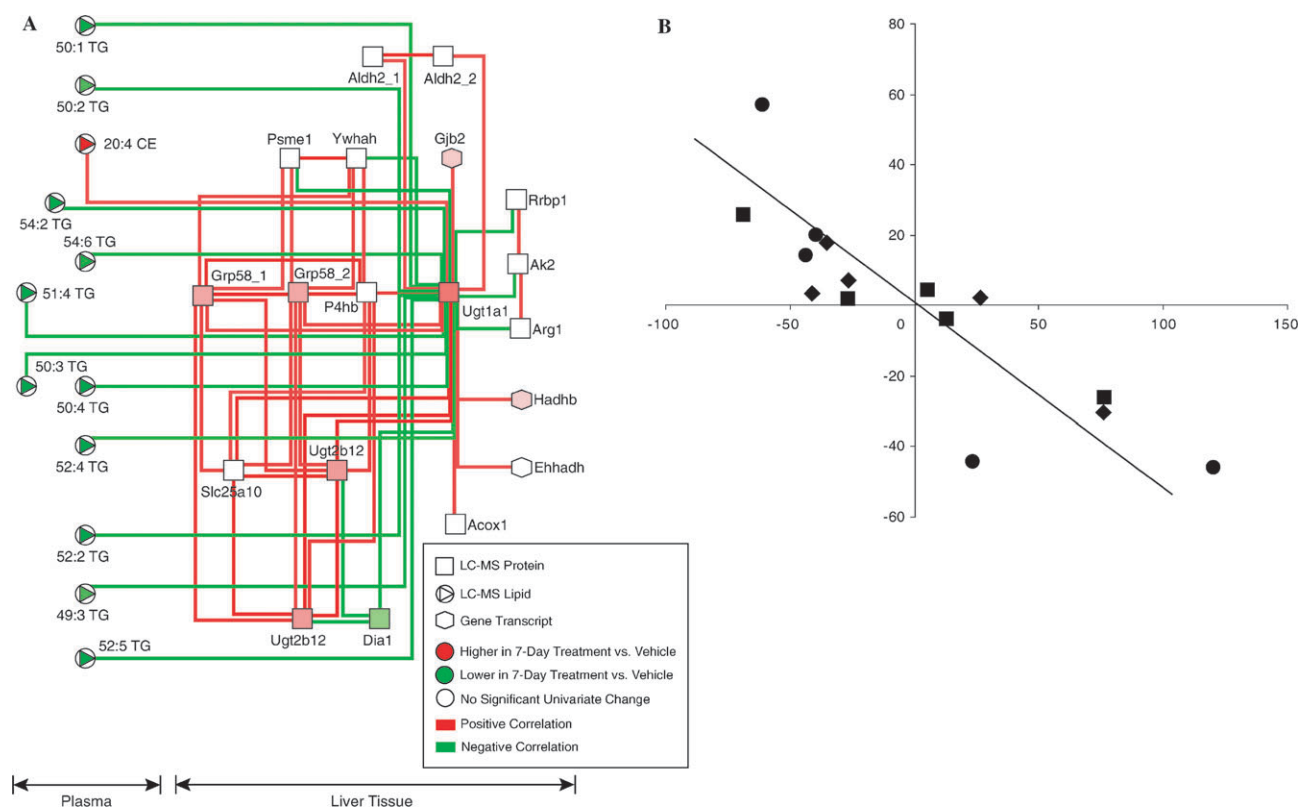 A
50:1 TG
50:2 TG
20:4 CE
54:2 TG
54:6 TG
51:4 TG
50:3 TG
50:4 TG
52:4 TG
52:2 TG
49:3 TG
52:5 TG
Aldh2_1
Aldh2_2
Psme1
Ywhah
Gjb2
Rrbp1
Grp58_1
Grp58_2
Ak2
P4hb
Ugt1a1
Arg1
Hadhb
Ugt2b12
Ehhadh
Slc25a10
Acox1
Ugt2b12
Dia1
LC-MS Protein
LC-MS Lipid
Gene Transcript
Higher in 7-Day Treatment vs. Vehicle
Lower in 7-Day Treatment vs. Vehicle
No Significant Univariate Change
Positive Correlation
Negative Correlation
Plasma
Liver Tissue
B
80
60
40
20
-100
-50
0
50
100
150
-20
-40
-60